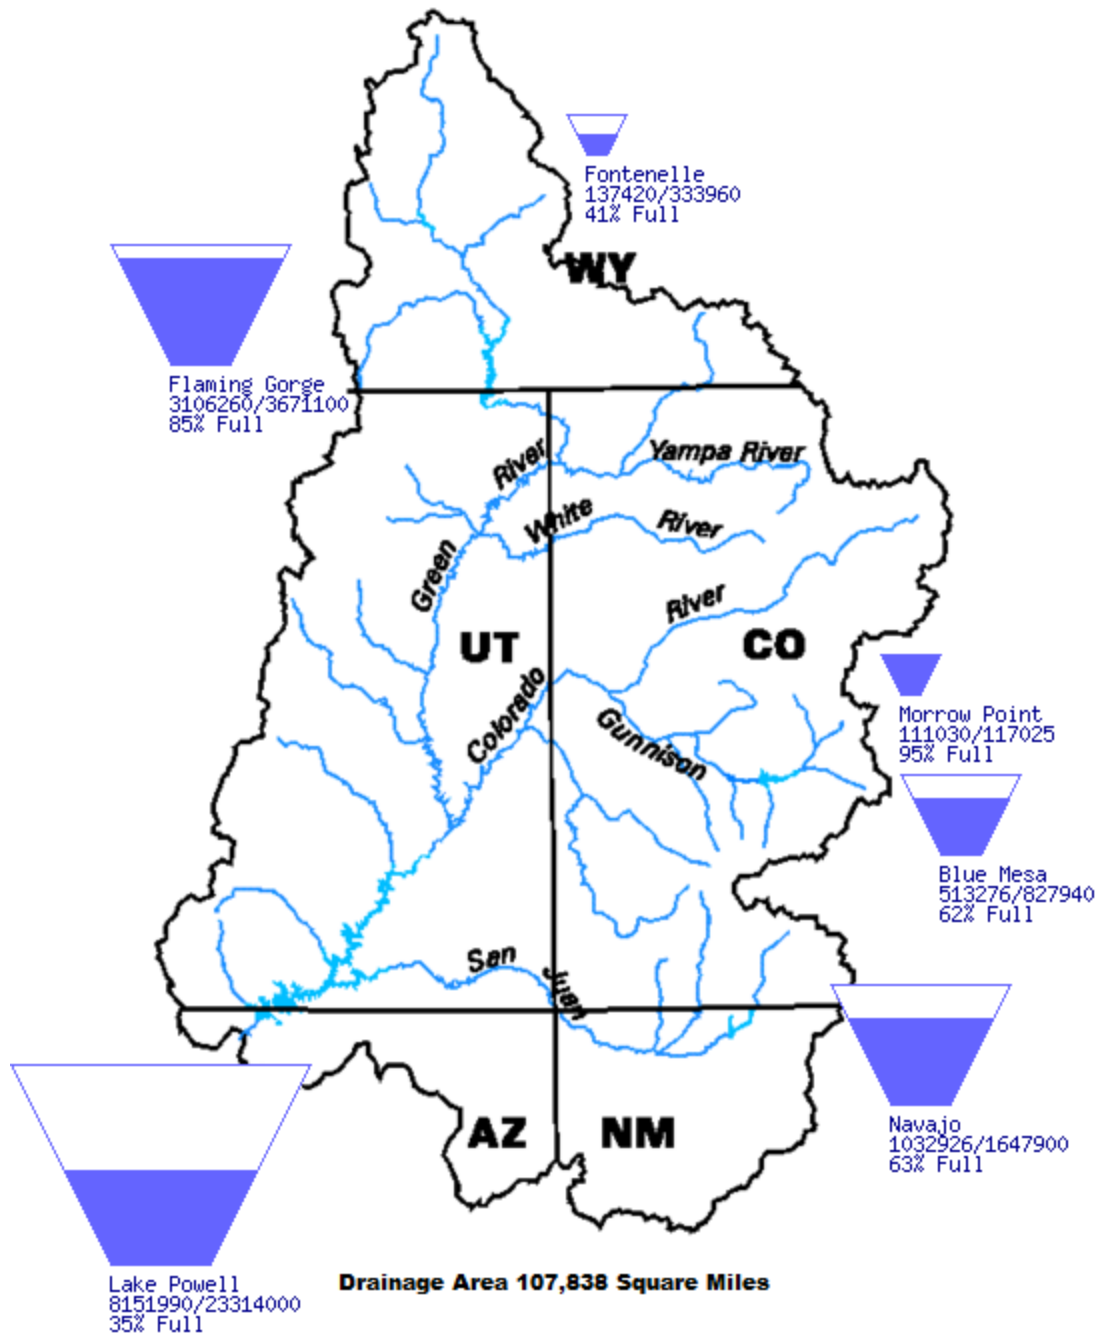 Fontenelle
137420/333960
41% Full
WY
Flaming Gorge
3106260/3671100
85% Full
Yampa River
River
White
River
Green
River
UT
CO
Colorado
Gunnison
Morrow Point
111030/117025
95% Full
Blue Mesa
513276/827940
62% Full
San
Juan
Navajo
1032926/1647900
63% Full
AZ
NM
Lake Powell
8151990/23314000
35% Full
Drainage Area 107,838 Square Miles